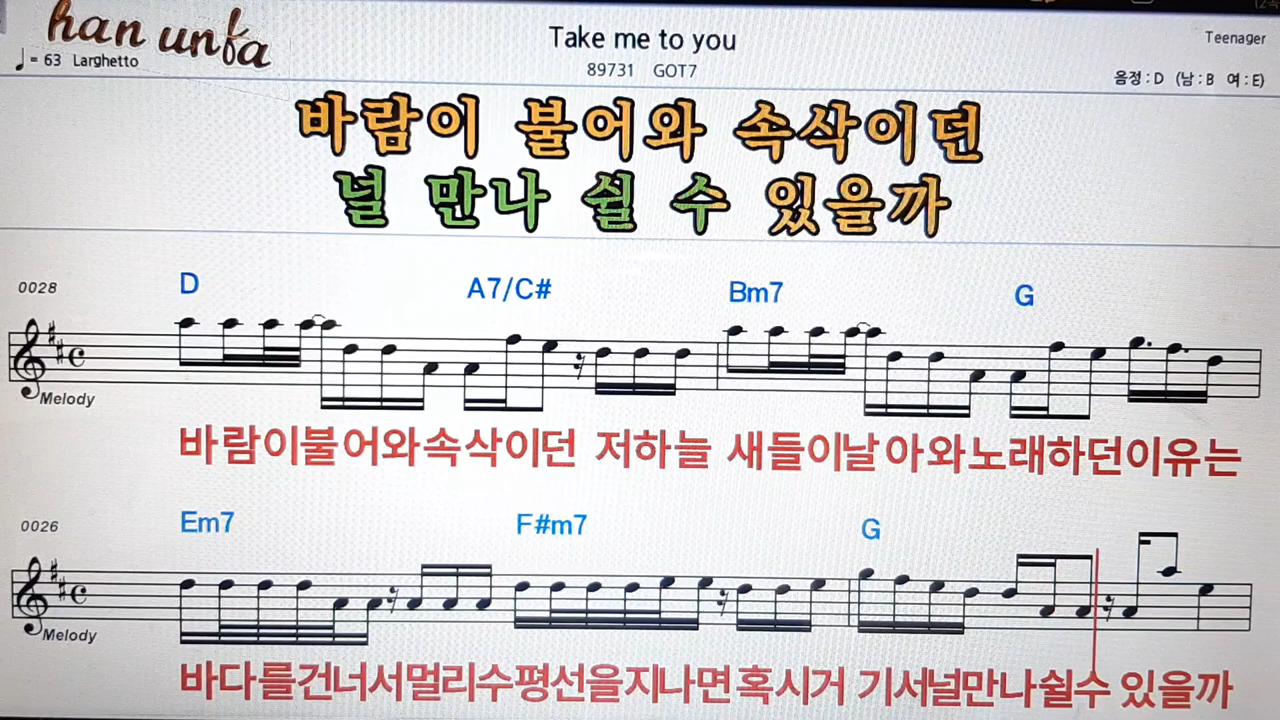 han unfa
Take me to you
Teenager
♩= 63 Larghetto
89731 GOT7
음정 : D (남 : B 여 : E)
바람이 불어와 속삭이던
널 만나 쉴 수 있을까
0028
D A7/C# Bm7 G
Melody
바람이불어와속삭이던 저하늘 새들이날아와노래하던이유는
0026
Em7 F#m7 G
Melody
바다를건너서멀리수평선을지나면혹시거 기서널만나쉴수 있을까